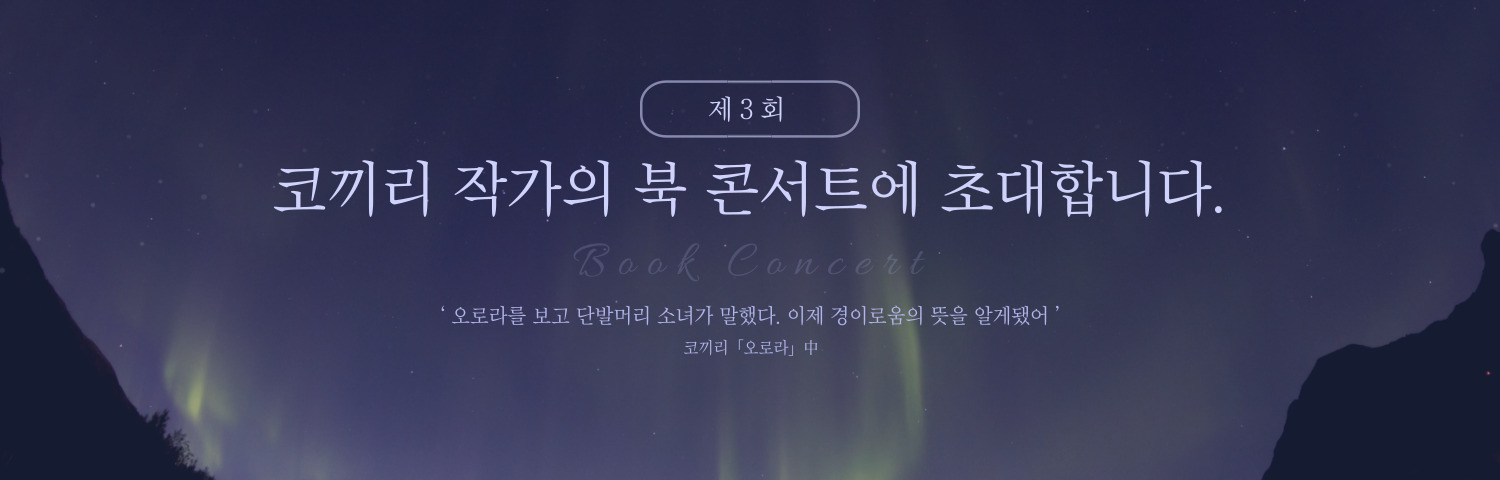 제 3 회
코끼리 작가의 북 콘서트에 초대합니다.
Book Concert
‘ 오로라를 보고 단발머리 소녀가 말했다. 이제 경이로움의 뜻을 알게됐어 ’
코끼리「오로라」中